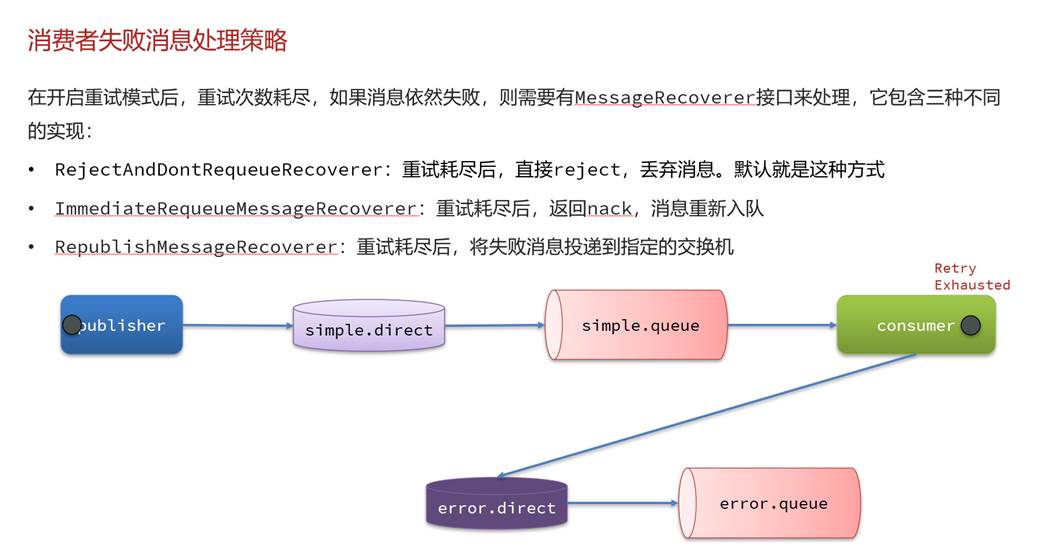 消费者失败消息处理策略
在开启重试模式后，重试次数耗尽，如果消息依然失败，则需要有MessageRecoverer接口来处理，它包含三种不同
的实现：
• RejectAndDontRequeueRecoverer：重试耗尽后，直接reject，丢弃消息。默认就是这种方式
• ImmediateRequeueMessageRecoverer：重试耗尽后，返回nack，消息重新入队
• RepublishMessageRecoverer：重试耗尽后，将失败消息投递到指定的交换机
Retry
Exhausted
publisher
simple.direct
simple.queue
consumer
error.direct
error.queue